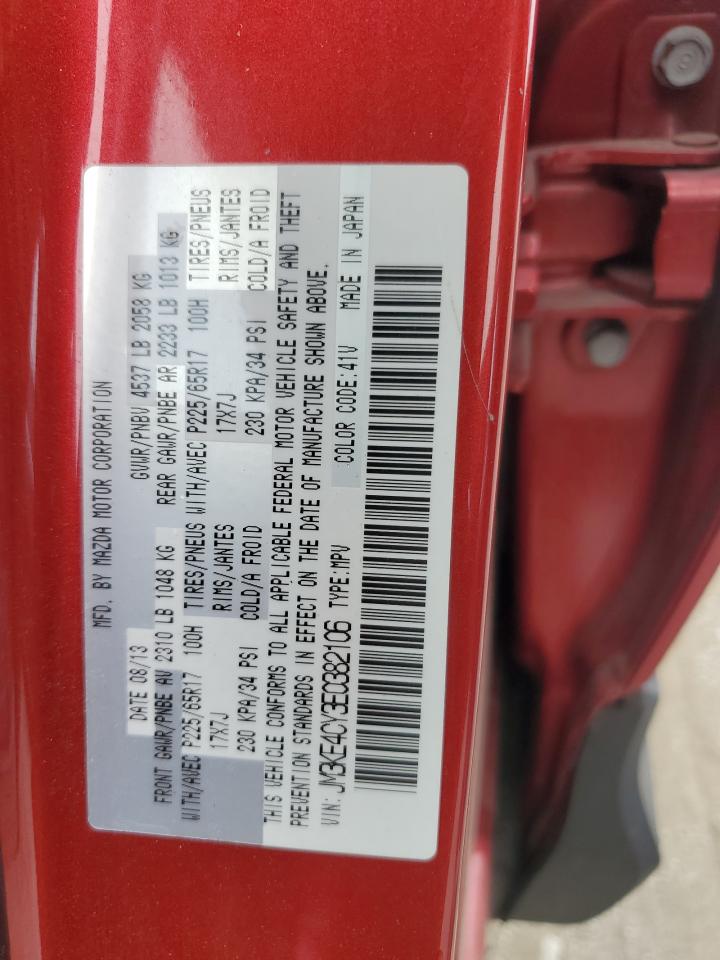 MFD. BY MAZDA MOTOR CORPORATION
DATE 08/13 GVWR/PNBV 4537 LB 2058 KG
FRONT GAWR/PNBE AV 2310 LB 1048 KG REAR GAWR/PNBE AR 2233 LB 1013 KG
WITH/AVEC P225/65R17 100H TIRES/PNEUS WITH/AVEC P225/65R17 100H TIRES/PNEUS
17X7J RIMS/JANTES 17X7J RIMS/JANTES
230 KPA/34 PSI COLD/A FROID 230 KPA/34 PSI COLD/A FROID
THIS VEHICLE CONFORMS TO ALL APPLICABLE FEDERAL MOTOR VEHICLE SAFETY AND THEFT
PREVENTION STANDARDS IN EFFECT ON THE DATE OF MANUFACTURE SHOWN ABOVE.
VIN: JM3KE4CY3E0382106 TYPE:MPV COLOR CODE:41V MADE IN JAPAN